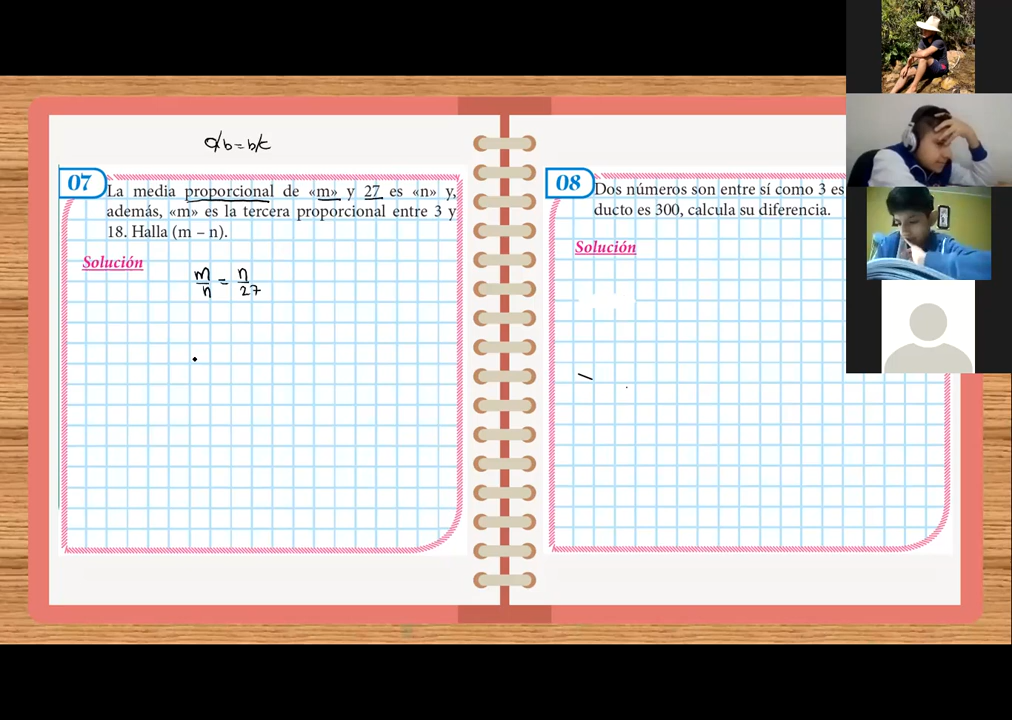 a/b=b/c
07
La media proporcional de «m» y 27 es «n» y,
además, «m» es la tercera proporcional entre 3 y
18. Halla (m – n).
Solución
m/n = n/27
08
Dos números son entre sí como 3 es
ducto es 300, calcula su diferencia.
Solución